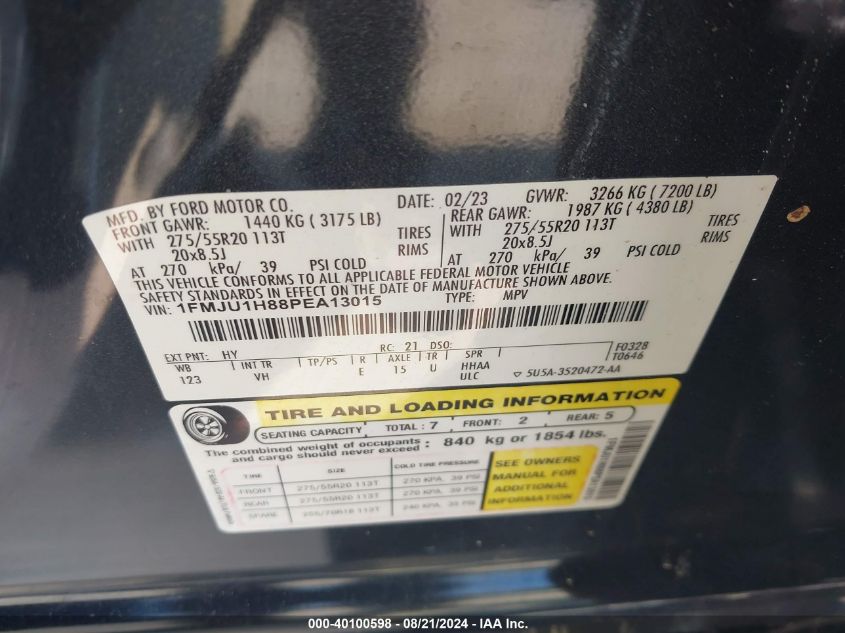 MFD. BY FORD MOTOR CO.
DATE: 02/23 GVWR: 3266 KG ( 7200 LB)
FRONT GAWR: 1440 KG ( 3175 LB)
REAR GAWR: 1987 KG ( 4380 LB)
WITH 275/55R20 113T TIRES
WITH 275/55R20 113T TIRES
20x8.5J RIMS
20x8.5J RIMS
AT 270 kPa/ 39 PSI COLD
AT 270 kPa/ 39 PSI COLD
THIS VEHICLE CONFORMS TO ALL APPLICABLE FEDERAL MOTOR VEHICLE
SAFETY STANDARDS IN EFFECT ON THE DATE OF MANUFACTURE SHOWN ABOVE.
VIN: 1FMJU1H88PEA13015 TYPE: MPV
EXT PNT: HY RC: 21 DSO: F0328
WB INT TR TP/PS R AXLE TR SPR T0646
123 VH E 15 U HHAA
ULC ▽ 5U5A-3520472-AA
TIRE AND LOADING INFORMATION
SEATING CAPACITY TOTAL : 7 FRONT: 2 REAR: 5
The combined weight of occupants and cargo should never exceed : 840 kg or 1854 lbs.
TIRE SIZE COLD TIRE PRESSURE
FRONT 275/55R20 113T 270 KPA, 39 PSI
REAR 275/55R20 113T 270 KPA, 39 PSI
SPARE
SEE OWNERS
MANUAL FOR
ADDITIONAL
INFORMATION
000-40100598 - 08/21/2024 - IAA Inc.